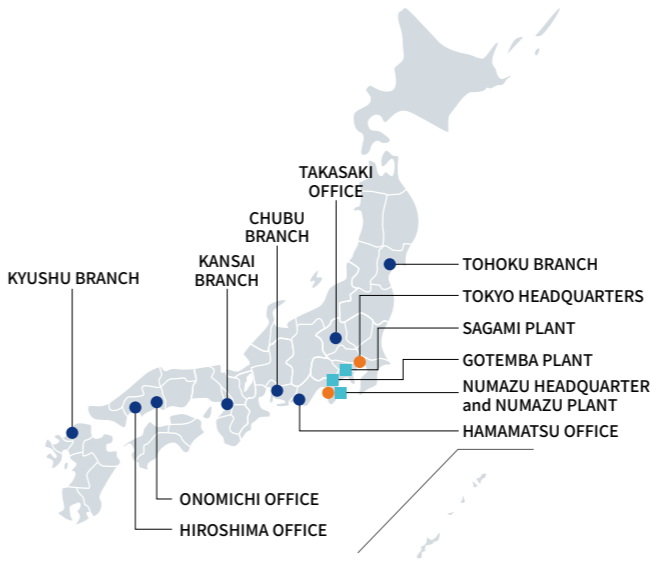 TAKASAKI
OFFICE
CHUBU
BRANCH
KANSAI
BRANCH
KYUSHU BRANCH
TOHOKU BRANCH
TOKYO HEADQUARTERS
SAGAMI PLANT
GOTEMBA PLANT
NUMAZU HEADQUARTER
and NUMAZU PLANT
HAMAMATSU OFFICE
ONOMICHI OFFICE
HIROSHIMA OFFICE